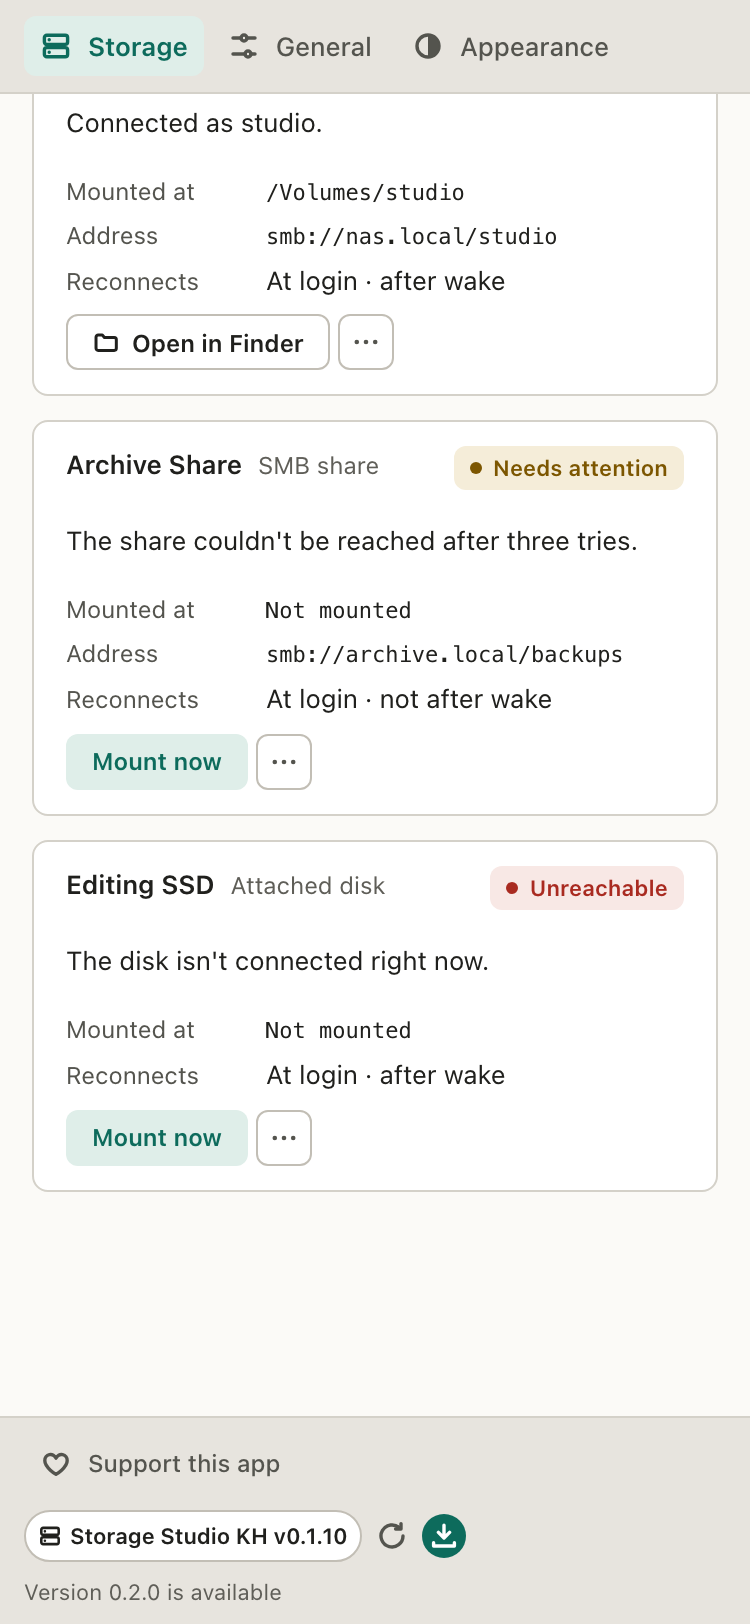 Storage General Appearance
Connected as studio.
Mounted at /Volumes/studio
Address smb://nas.local/studio
Reconnects At login · after wake
Open in Finder
Archive Share SMB share Needs attention
The share couldn't be reached after three tries.
Mounted at Not mounted
Address smb://archive.local/backups
Reconnects At login · not after wake
Mount now
Editing SSD Attached disk Unreachable
The disk isn't connected right now.
Mounted at Not mounted
Reconnects At login · after wake
Mount now
Support this app
Storage Studio KH v0.1.10
Version 0.2.0 is available